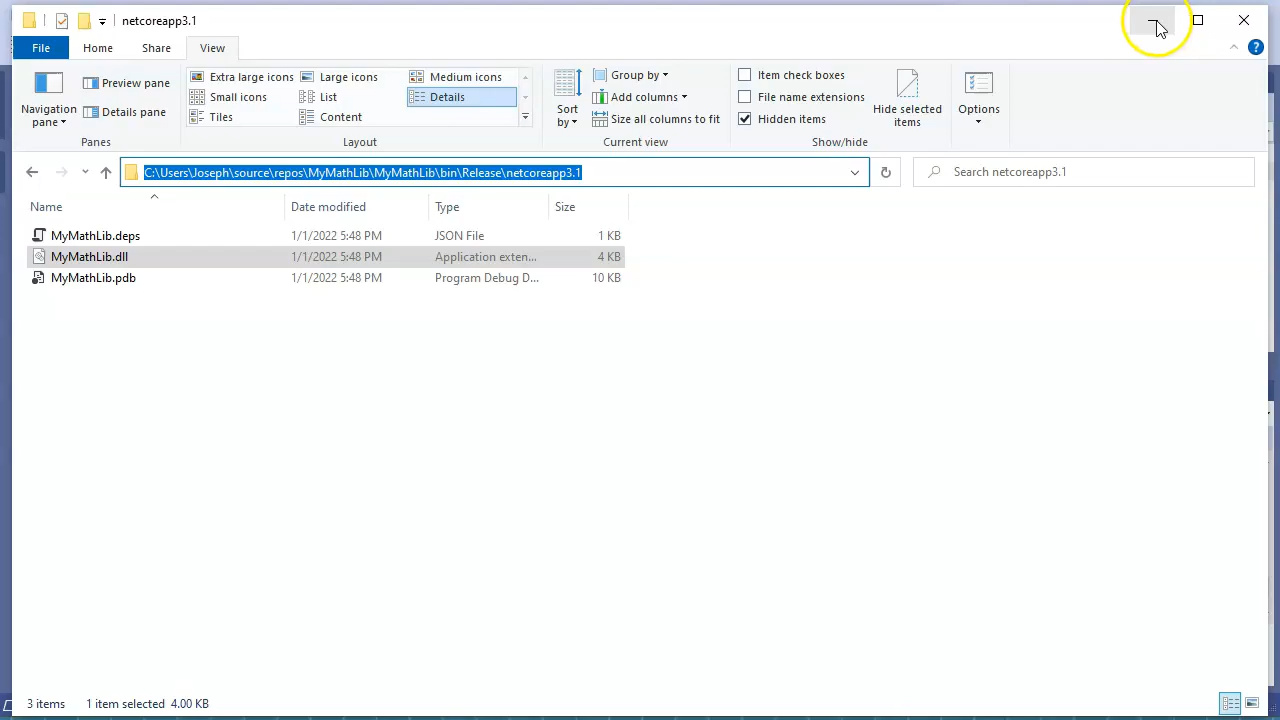 netcoreapp3.1
File Home Share View
Extra large icons Large icons Medium icons
Small icons List Details
Tiles Content
Navigation pane
Preview pane
Details pane
Panes
Layout
Sort by
Group by
Add columns
Size all columns to fit
Current view
Item check boxes
File name extensions
Hidden items
Hide selected items
Show/hide
Options
C:\Users\Joseph\source\repos\MyMathLib\MyMathLib\bin\Release\netcoreapp3.1
Search netcoreapp3.1
Name Date modified Type Size
MyMathLib.deps 1/1/2022 5:48 PM JSON File 1 KB
MyMathLib.dll 1/1/2022 5:48 PM Application exten... 4 KB
MyMathLib.pdb 1/1/2022 5:48 PM Program Debug D... 10 KB
3 items 1 item selected 4.00 KB